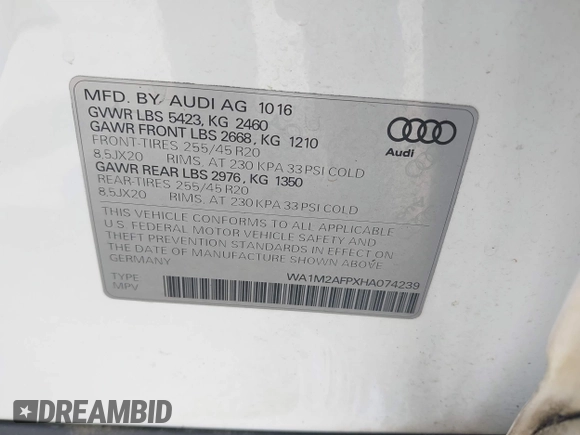 MFD. BY AUDI AG 10 16
GVWR LBS 5423, KG 2460
GAWR FRONT LBS 2668, KG 1210
FRONT-TIRES 255/45 R20
8.5JX20 RIMS. AT 230 KPA 33 PSI COLD
GAWR REAR LBS 2976, KG 1350
REAR-TIRES 255/45 R20
8.5JX20 RIMS. AT 230 KPA 33 PSI COLD
Audi
THIS VEHICLE CONFORMS TO ALL APPLICABLE
U.S. FEDERAL MOTOR VEHICLE SAFETY AND
THEFT PREVENTION STANDARDS IN EFFECT ON
THE DATE OF MANUFACTURE SHOWN ABOVE.
GERMANY
TYPE
MPV
WA1M2AFPXHA074239
DREAMBID